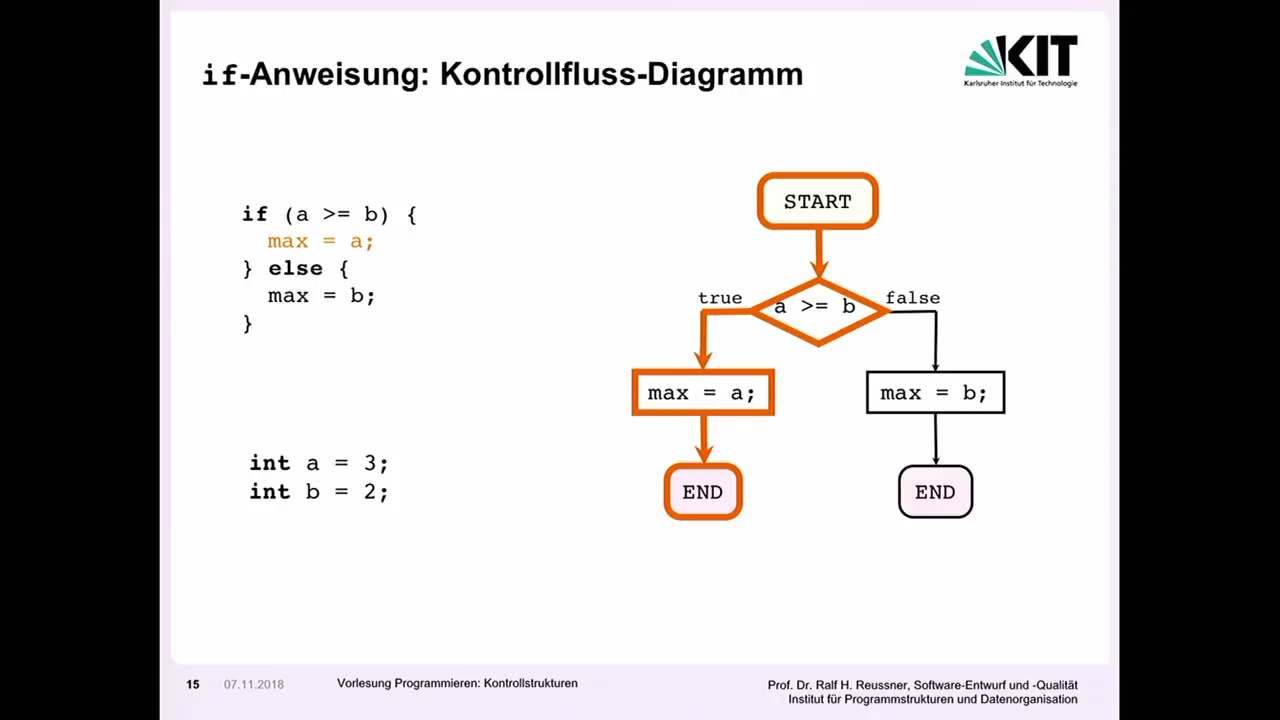 if-Anweisung: Kontrollfluss-Diagramm
KIT
Karlsruher Institut für Technologie
if (a >= b) {
max = a;
} else {
max = b;
}
int a = 3;
int b = 2;
START
true
a >= b
false
max = a;
max = b;
END
END
15
07.11.2018
Vorlesung Programmieren: Kontrollstrukturen
Prof. Dr. Ralf H. Reussner, Software-Entwurf und -Qualität
Institut für Programmstrukturen und Datenorganisation